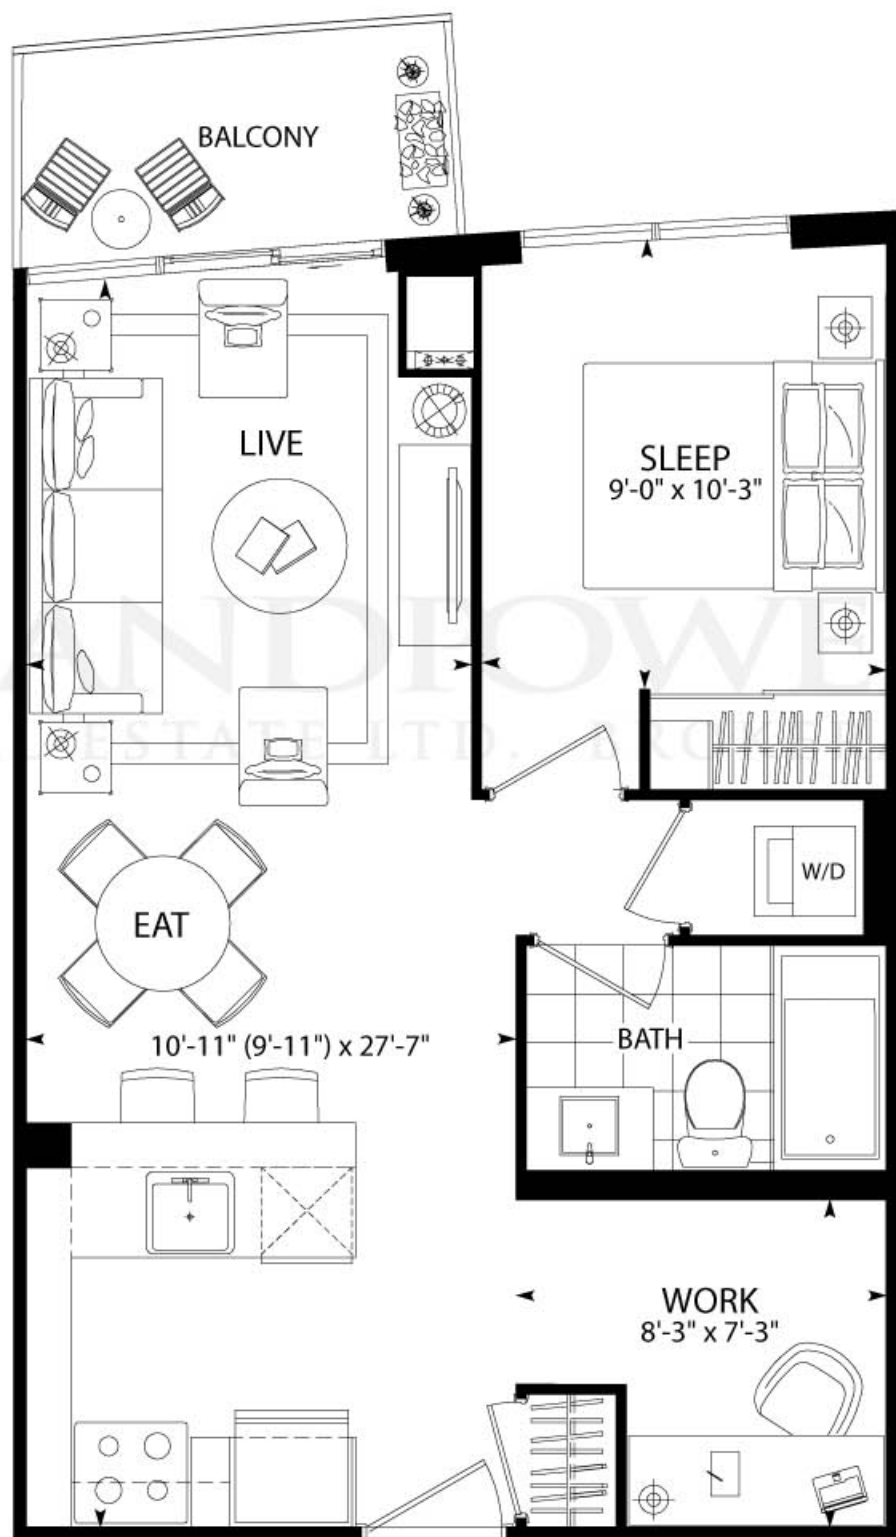 BALCONY
LIVE
SLEEP
9'-0" x 10'-3"
W/D
EAT
BATH
10'-11" (9'-11") x 27'-7"
WORK
8'-3" x 7'-3"